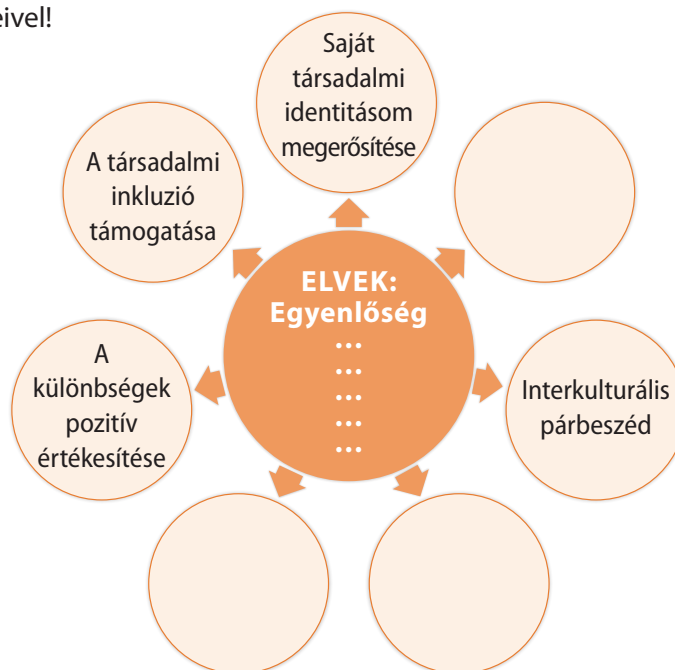 eivel!
Saját
társadalmi
identitásom
megerősítése
A társadalmi
inkluzió
támogatása
ELVEK:
Egyenlőség
...
...
...
...
...
A
különbségek
pozitív
értékesítése
Interkulturális
párbeszéd